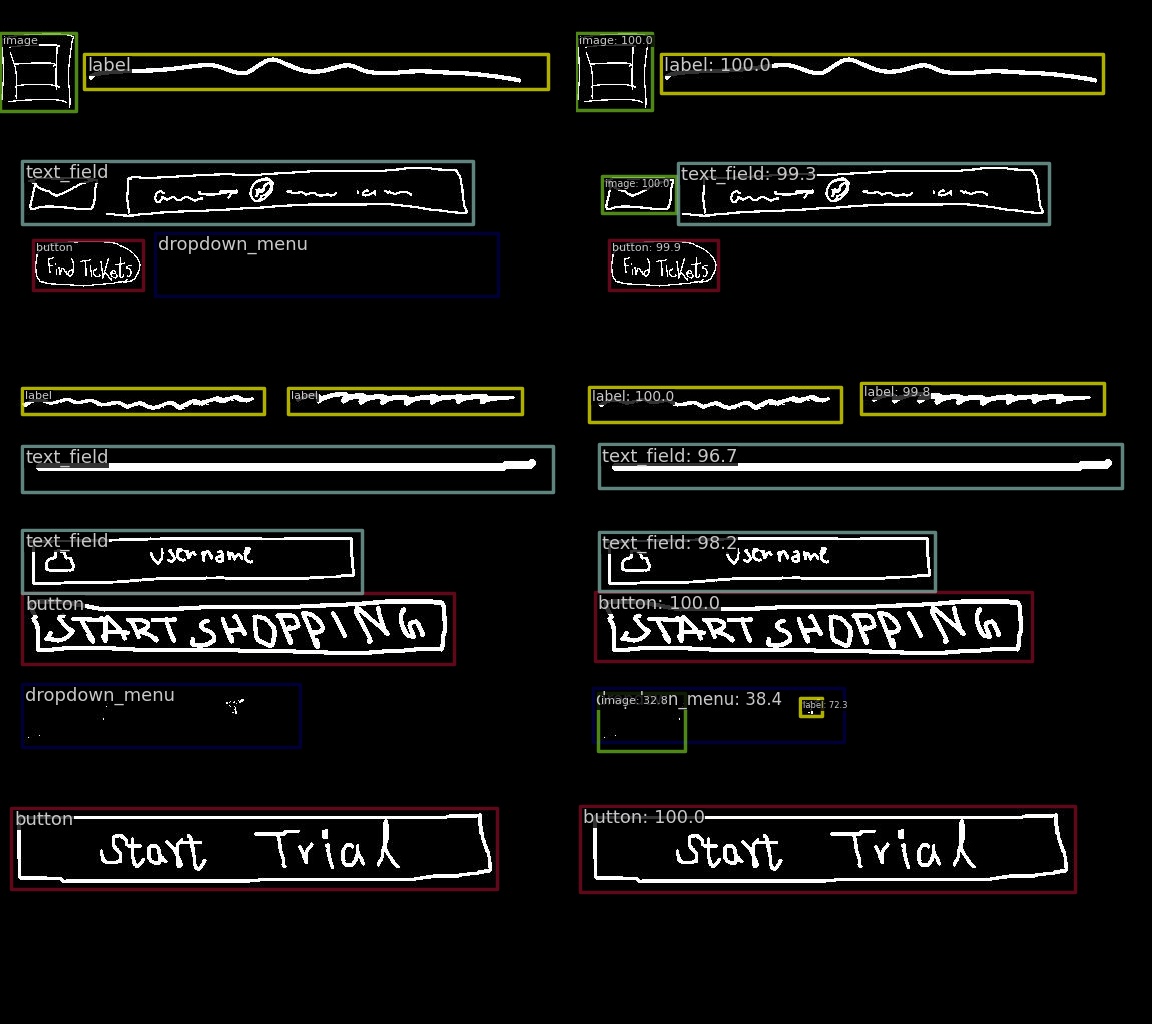 image
image: 100.0
label
label: 100.0
text_field
image: 100.0
text_field: 99.3
button
Find Tickets
dropdown_menu
button: 99.9
Find Tickets
label
label
label: 100.0
label: 99.8
text_field
text_field: 96.7
text_field
username
text_field: 98.2
username
button
START SHOPPING
button: 100.0
START SHOPPING
dropdown_menu
image: 32.8
n_menu: 38.4
label: 72.3
button
Start Trial
button: 100.0
Start Trial